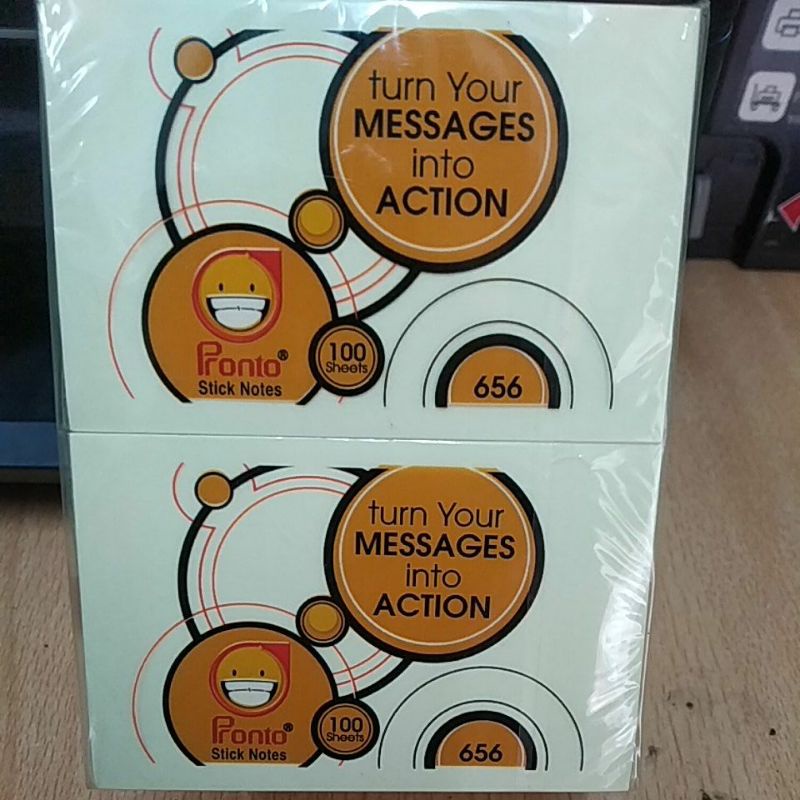 turn Your
MESSAGES
into
ACTION
Pronto®
Stick Notes
100
Sheets
656
turn Your
MESSAGES
into
ACTION
Pronto®
Stick Notes
100
Sheets
656